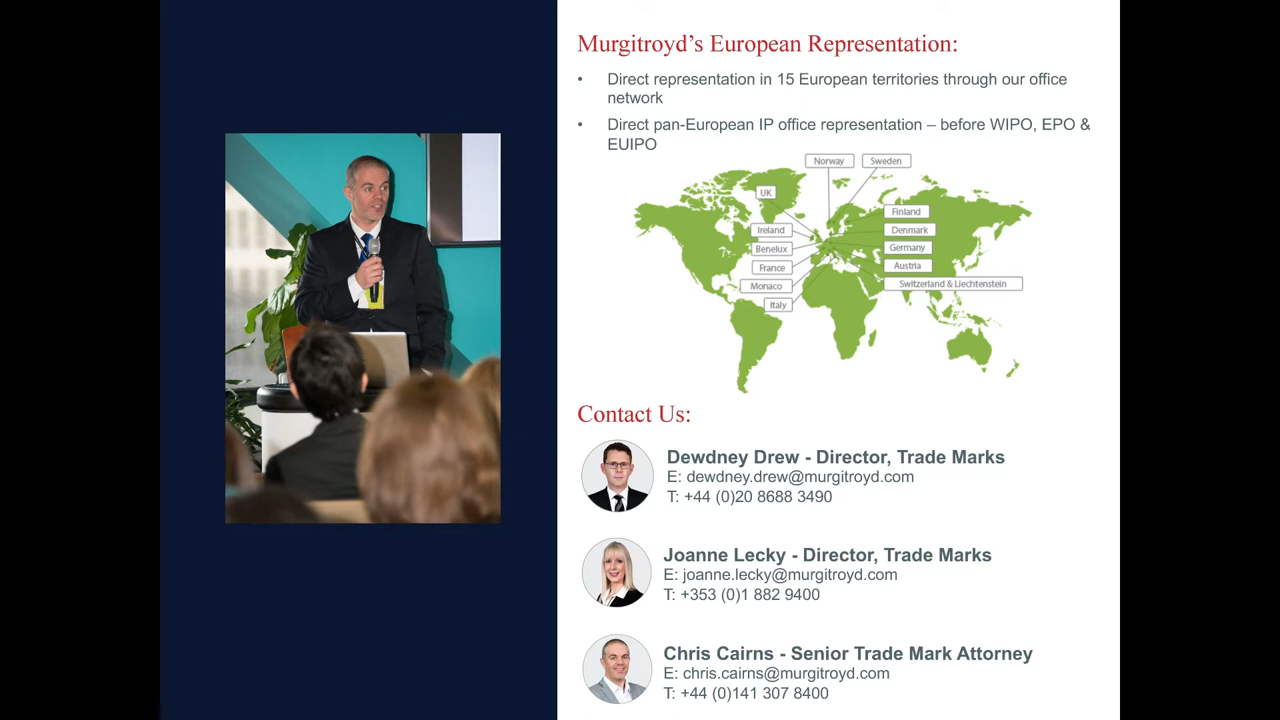 Murgitroyd’s European Representation:
• Direct representation in 15 European territories through our office
network
• Direct pan-European IP office representation – before WIPO, EPO &
EUIPO
Norway
Sweden
UK
Finland
Ireland
Denmark
Benelux
Germany
France
Austria
Monaco
Switzerland & Liechtenstein
Italy
Contact Us:
Dewdney Drew - Director, Trade Marks
E: dewdney.drew@murgitroyd.com
T: +44 (0)20 8688 3490
Joanne Lecky - Director, Trade Marks
E: joanne.lecky@murgitroyd.com
T: +353 (0)1 882 9400
Chris Cairns - Senior Trade Mark Attorney
E: chris.cairns@murgitroyd.com
T: +44 (0)141 307 8400